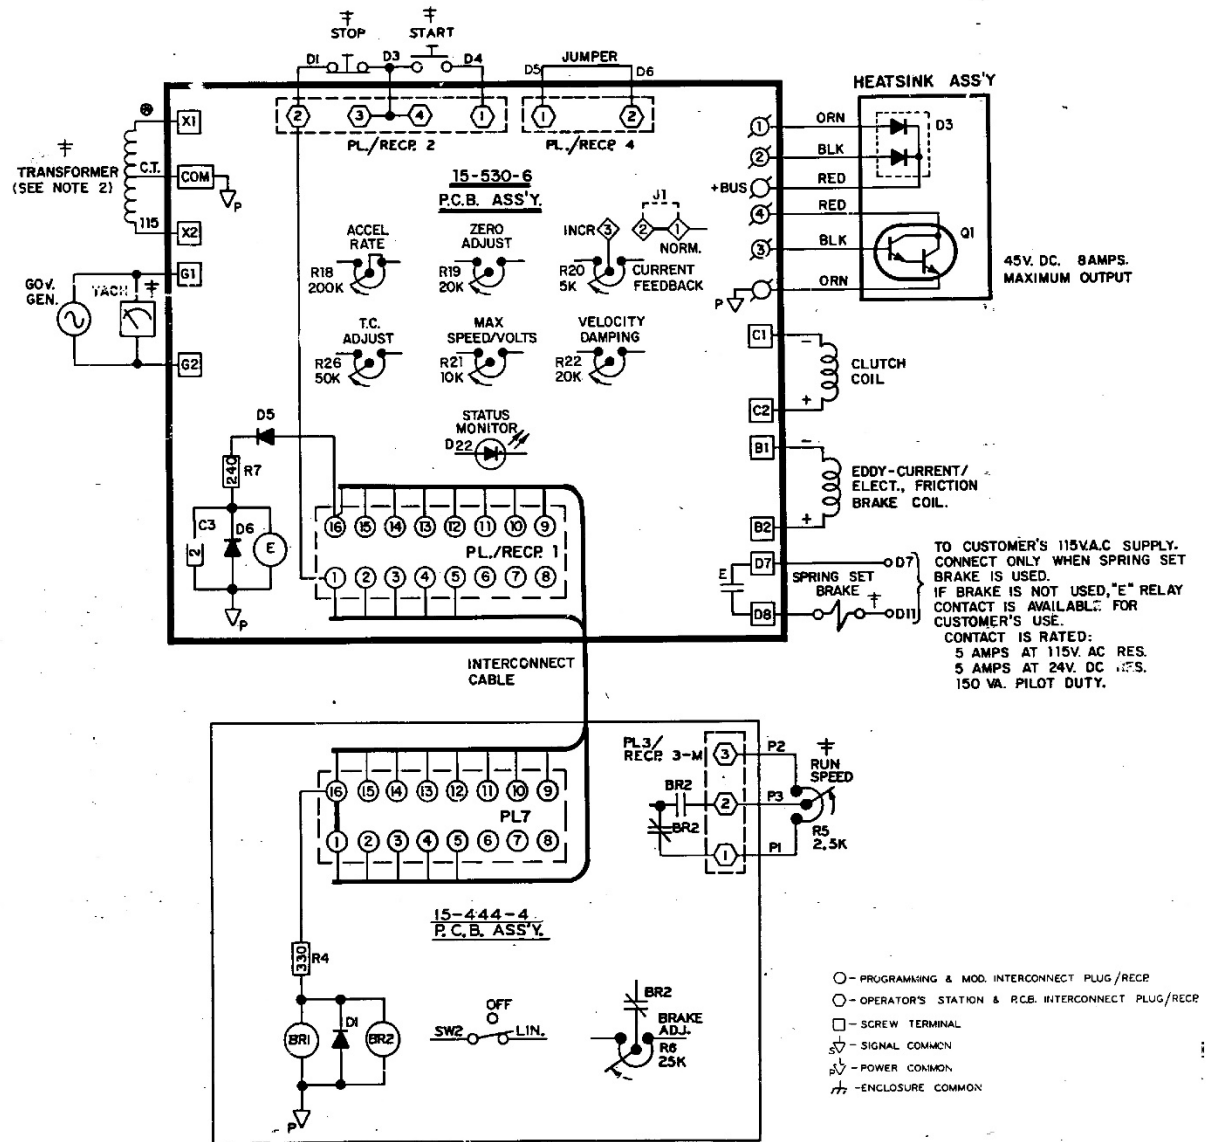 STOP
START
D1
D3
D4
JUMPER
D5
D6
HEATSINK ASS'Y
2
3
4
1
1
2
PL./RECP. 2
PL./RECP 4
X1
C.T.
COM
P
TRANSFORMER
(SEE NOTE 2)
115
X2
15-530-6
P.C.B. ASS'Y.
1
ORN
D3
2
BLK
+BUS
RED
4
RED
3
BLK
Q1
P
ORN
45V. DC. 8AMPS.
MAXIMUM OUTPUT
J1
ACCEL
RATE
R18
200K
ZERO
ADJUST
R19
20K
INCR
3
2
1
NORM.
R20
5K
CURRENT
FEEDBACK
GOV.
GEN.
TACH
G1
G2
T.C.
ADJUST
R26
50K
MAX
SPEED/VOLTS
R21
10K
VELOCITY
DAMPING
R22
20K
C1
-
CLUTCH
COIL
C2
+
STATUS
MONITOR
D22
B1
-
EDDY-CURRENT/
ELECT., FRICTION
BRAKE COIL.
B2
+
D5
240
R7
C3
2
D6
E
P
16 15 14 13 12 11 10 9
PL./RECP. 1
1 2 3 4 5 6 7 8
E
D7
D7
SPRING SET
BRAKE
D8
D11
TO CUSTOMER'S 115V.A.C SUPPLY.
CONNECT ONLY WHEN SPRING SET
BRAKE IS USED.
IF BRAKE IS NOT USED,"E" RELAY
CONTACT IS AVAILABLE FOR
CUSTOMER'S USE.
CONTACT IS RATED:
5 AMPS AT 115V. AC RES.
5 AMPS AT 24V. DC RES.
150 VA. PILOT DUTY.
INTERCONNECT
CABLE
16 15 14 13 12 11 10 9
PL7
1 2 3 4 5 6 7 8
PL3/
RECP. 3-M
3
P2
RUN
SPEED
BR2
2
P3
BR2
1
P1
R5
2.5K
15-444-4
P.C.B. ASS'Y.
330
R4
BR1
D1
BR2
P
OFF
SW2
LIN.
BR2
BRAKE
ADJ.
R6
25K
- PROGRAMMING & MOD. INTERCONNECT PLUG/RECP.
- OPERATOR'S STATION & P.C.B. INTERCONNECT PLUG/RECP
- SCREW TERMINAL
S - SIGNAL COMMON
P - POWER COMMON
- ENCLOSURE COMMON